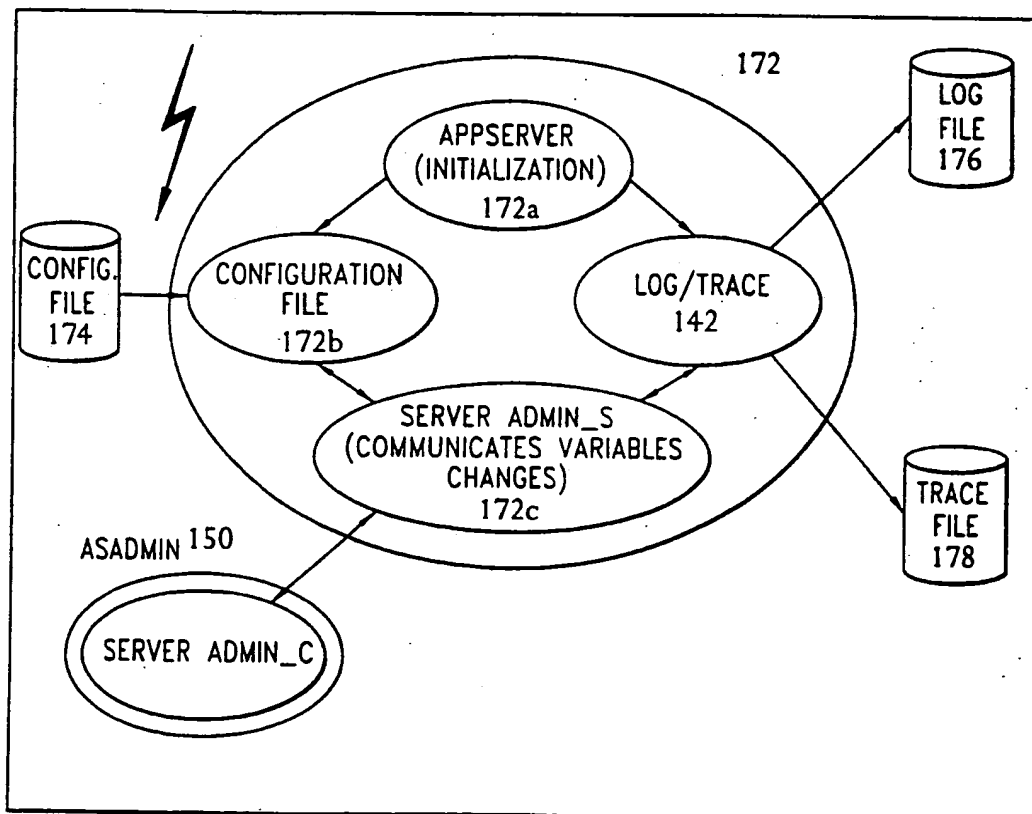 172
LOG
FILE
176
APPSERVER
(INITIALIZATION)
172a
CONFIG.
FILE
174
CONFIGURATION
FILE
172b
LOG/TRACE
142
SERVER ADMIN_S
(COMMUNICATES VARIABLES
CHANGES)
172c
TRACE
FILE
178
ASADMIN 150
SERVER ADMIN_C